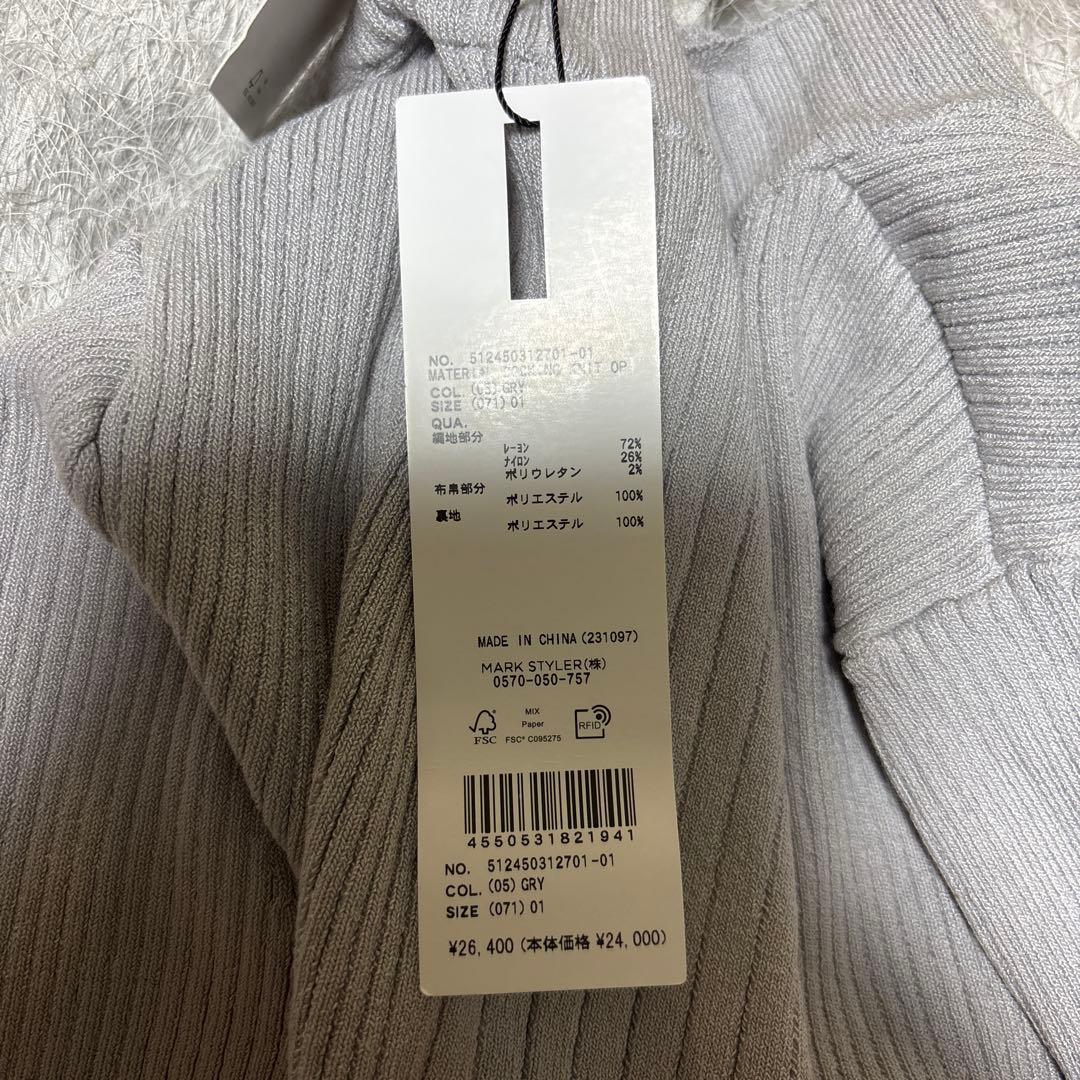 NO. 512450312701-01
MATERIAL DOCKING KNIT OP
COL. (05) GRY
SIZE (071) 01
QUA.
編地部分
レーヨン 72%
ナイロン 26%
ポリウレタン 2%
布帛部分 ポリエステル 100%
裏地 ポリエステル 100%
MADE IN CHINA (231097)
MARK STYLER(株)
0570-050-757
FSC
MIX
Paper
FSC® C095275
RFID
4550531821941
NO. 512450312701-01
COL. (05) GRY
SIZE (071) 01
¥26,400 (本体価格 ¥24,000)